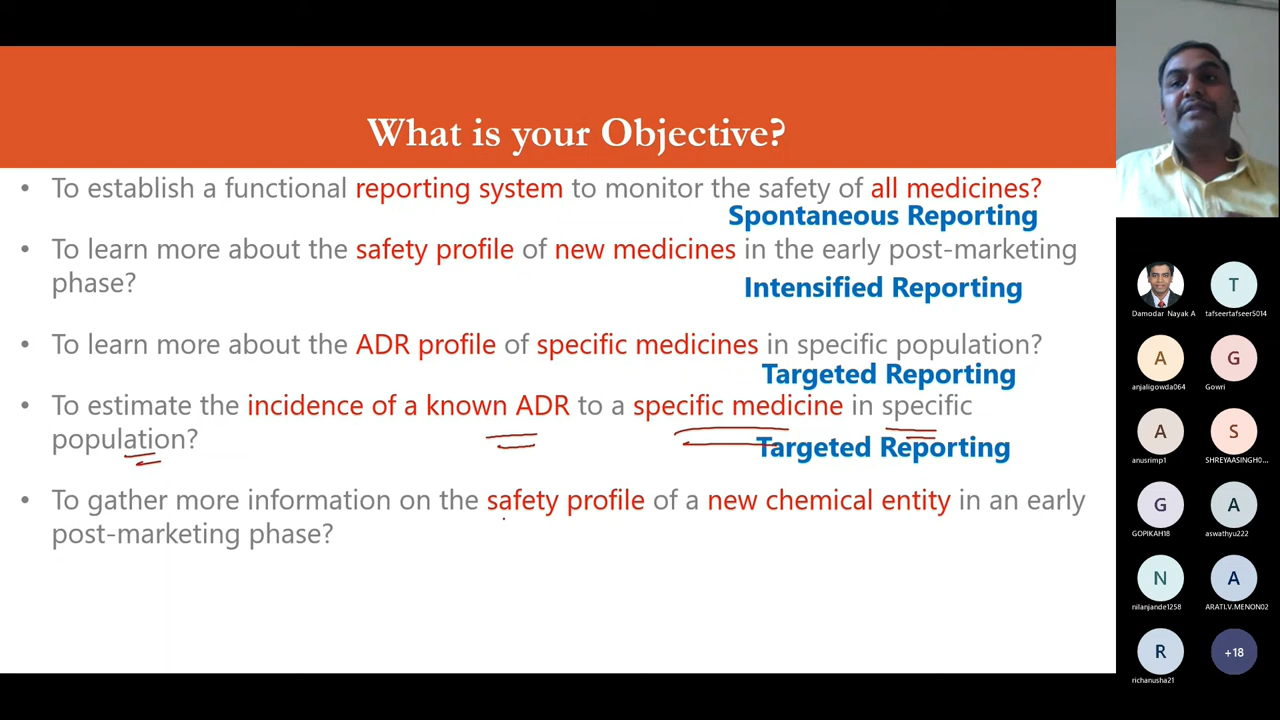 What is your Objective?
• To establish a functional reporting system to monitor the safety of all medicines?
Spontaneous Reporting
• To learn more about the safety profile of new medicines in the early post-marketing
phase?
Intensified Reporting
• To learn more about the ADR profile of specific medicines in specific population?
Targeted Reporting
• To estimate the incidence of a known ADR to a specific medicine in specific
population?
Targeted Reporting
• To gather more information on the safety profile of a new chemical entity in an early
post-marketing phase?
Damodar Nayak A
T
tafseertafseer5014
A
anjaligowda064
G
Gowri
A
anusrimp1
S
SHREYAASINGH0...
G
GOPIKAH18
A
aswathyu222
N
nilanjande1258
A
ARATI.V.MENON02
R
richanusha21
+18